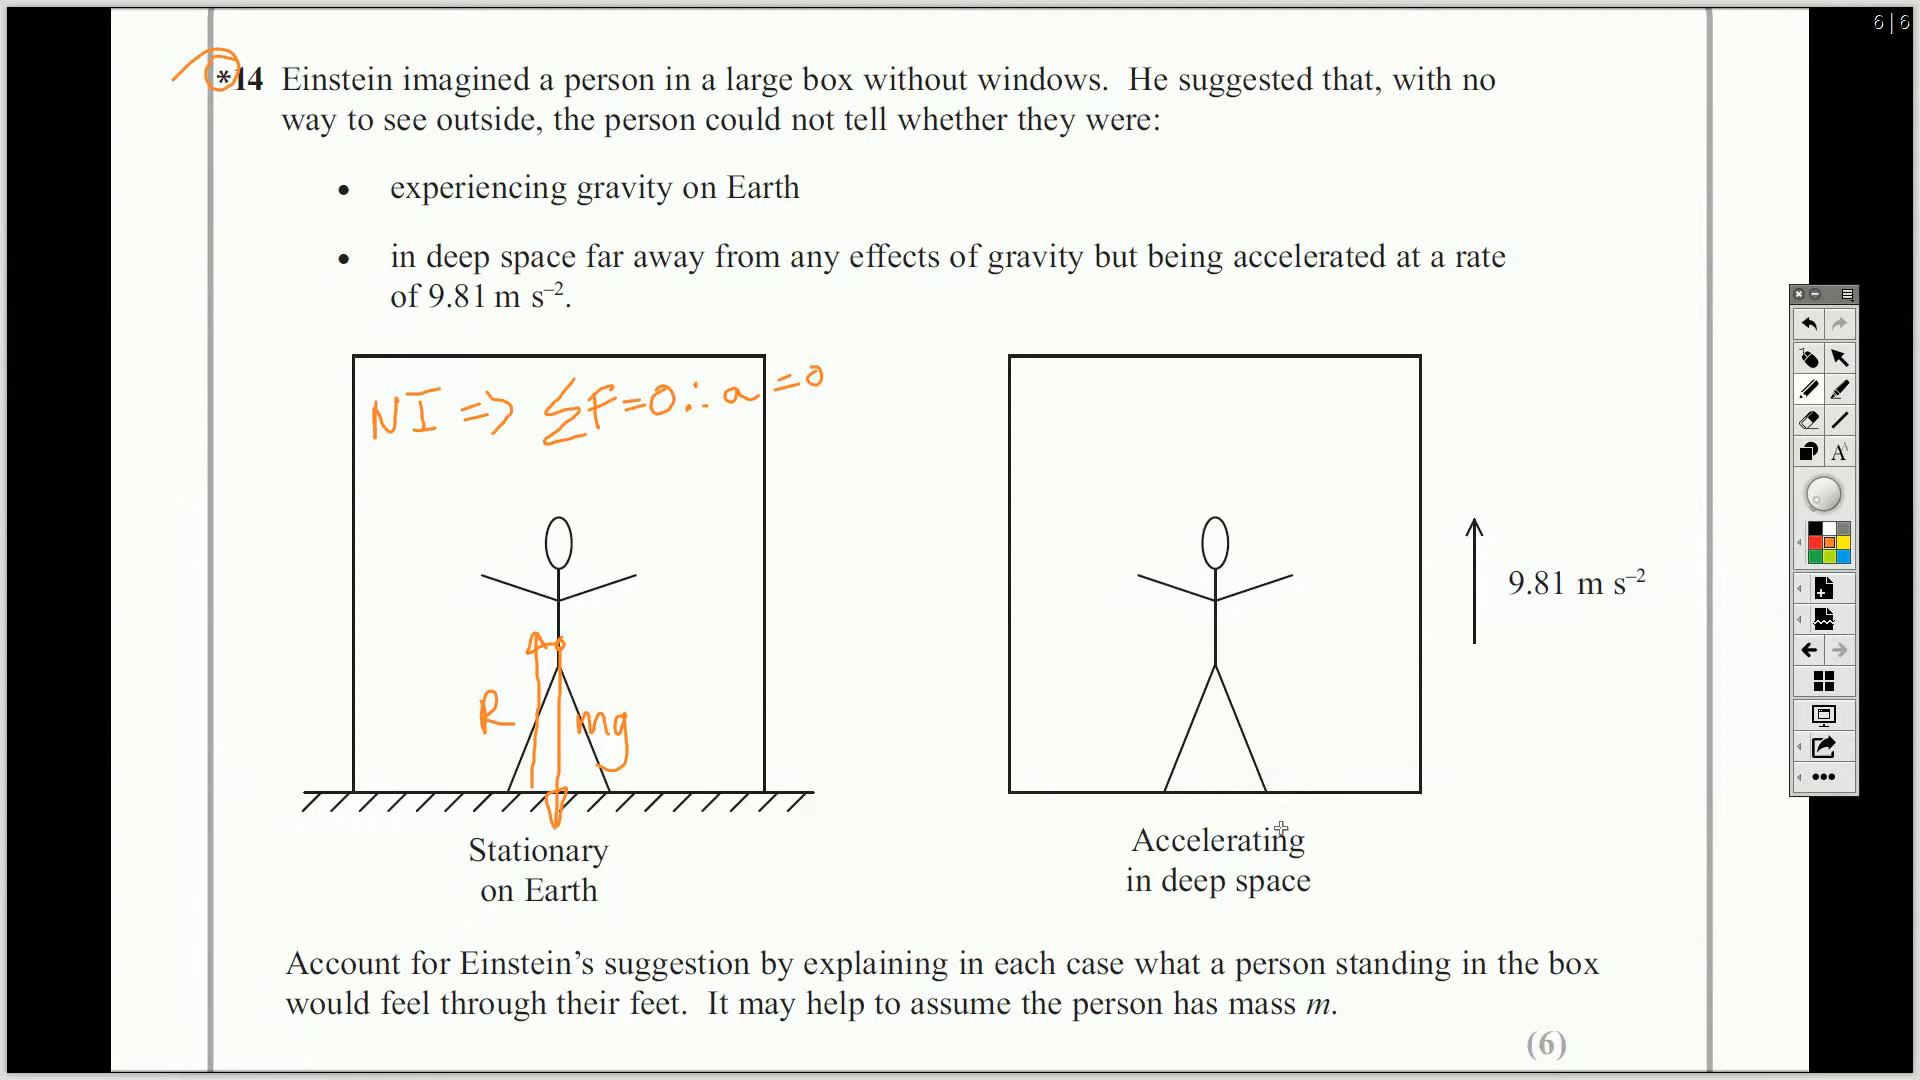 6|6
*14 Einstein imagined a person in a large box without windows. He suggested that, with no
way to see outside, the person could not tell whether they were:
• experiencing gravity on Earth
• in deep space far away from any effects of gravity but being accelerated at a rate
of 9.81 m s⁻².
NI => ΣF=0 ∴ a=0
R
mg
9.81 m s⁻²
A
Stationary
on Earth
Accelerating
in deep space
Account for Einstein’s suggestion by explaining in each case what a person standing in the box
would feel through their feet. It may help to assume the person has mass m.
(6)